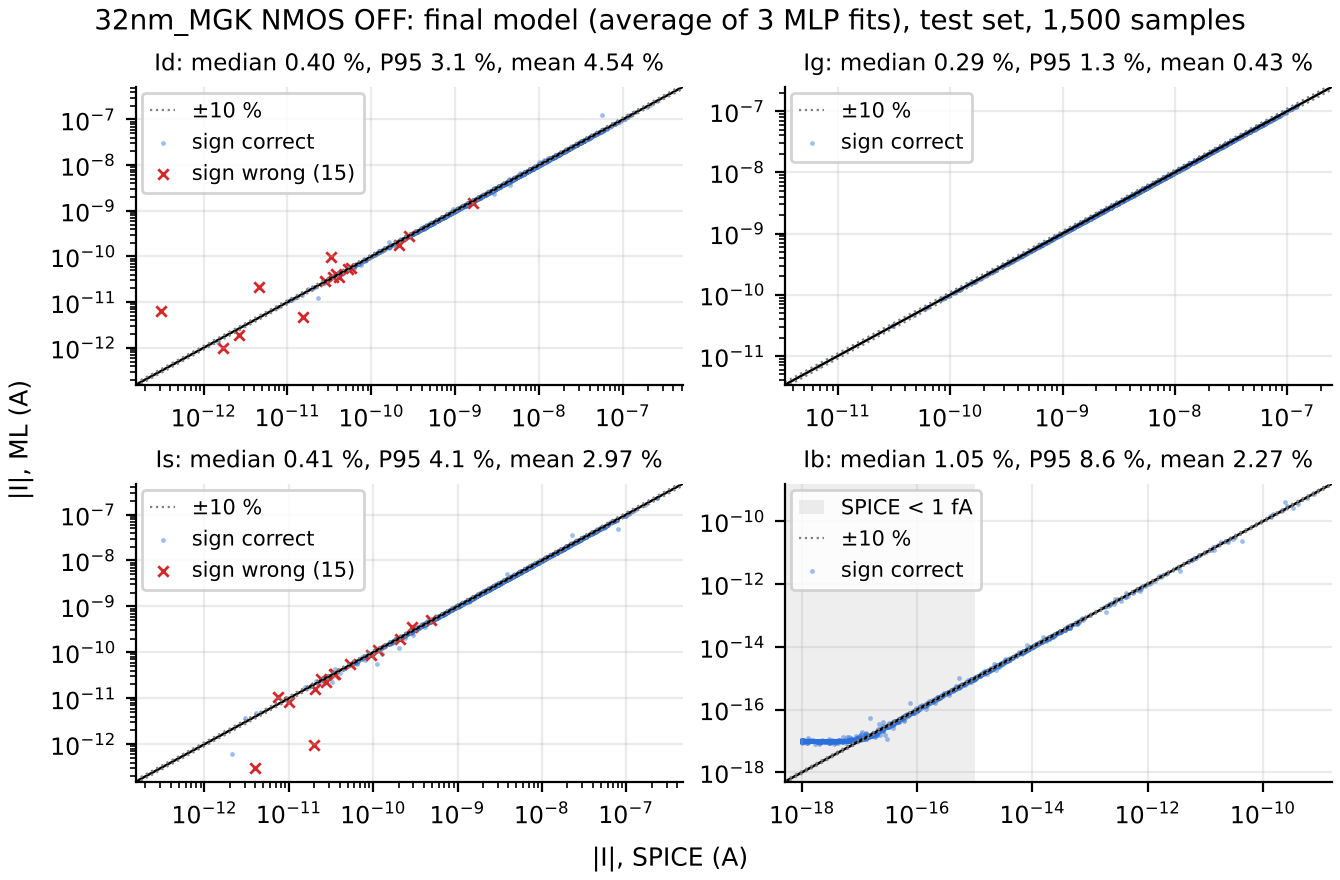 32nm_MGK NMOS OFF: final model (average of 3 MLP fits), test set, 1,500 samples
Id: median 0.40 %, P95 3.1 %, mean 4.54 %
±10 %
sign correct
sign wrong (15)
10⁻⁷
10⁻⁸
10⁻⁹
10⁻¹⁰
10⁻¹¹
10⁻¹²
10⁻¹² 10⁻¹¹ 10⁻¹⁰ 10⁻⁹ 10⁻⁸ 10⁻⁷
Ig: median 0.29 %, P95 1.3 %, mean 0.43 %
±10 %
sign correct
10⁻⁷
10⁻⁸
10⁻⁹
10⁻¹⁰
10⁻¹¹
10⁻¹¹ 10⁻¹⁰ 10⁻⁹ 10⁻⁸ 10⁻⁷
Is: median 0.41 %, P95 4.1 %, mean 2.97 %
±10 %
sign correct
sign wrong (15)
10⁻⁷
10⁻⁸
10⁻⁹
10⁻¹⁰
10⁻¹¹
10⁻¹²
10⁻¹² 10⁻¹¹ 10⁻¹⁰ 10⁻⁹ 10⁻⁸ 10⁻⁷
Ib: median 1.05 %, P95 8.6 %, mean 2.27 %
SPICE < 1 fA
±10 %
sign correct
10⁻¹⁰
10⁻¹²
10⁻¹⁴
10⁻¹⁶
10⁻¹⁸
10⁻¹⁸ 10⁻¹⁶ 10⁻¹⁴ 10⁻¹² 10⁻¹⁰
|I|, ML (A)
|I|, SPICE (A)